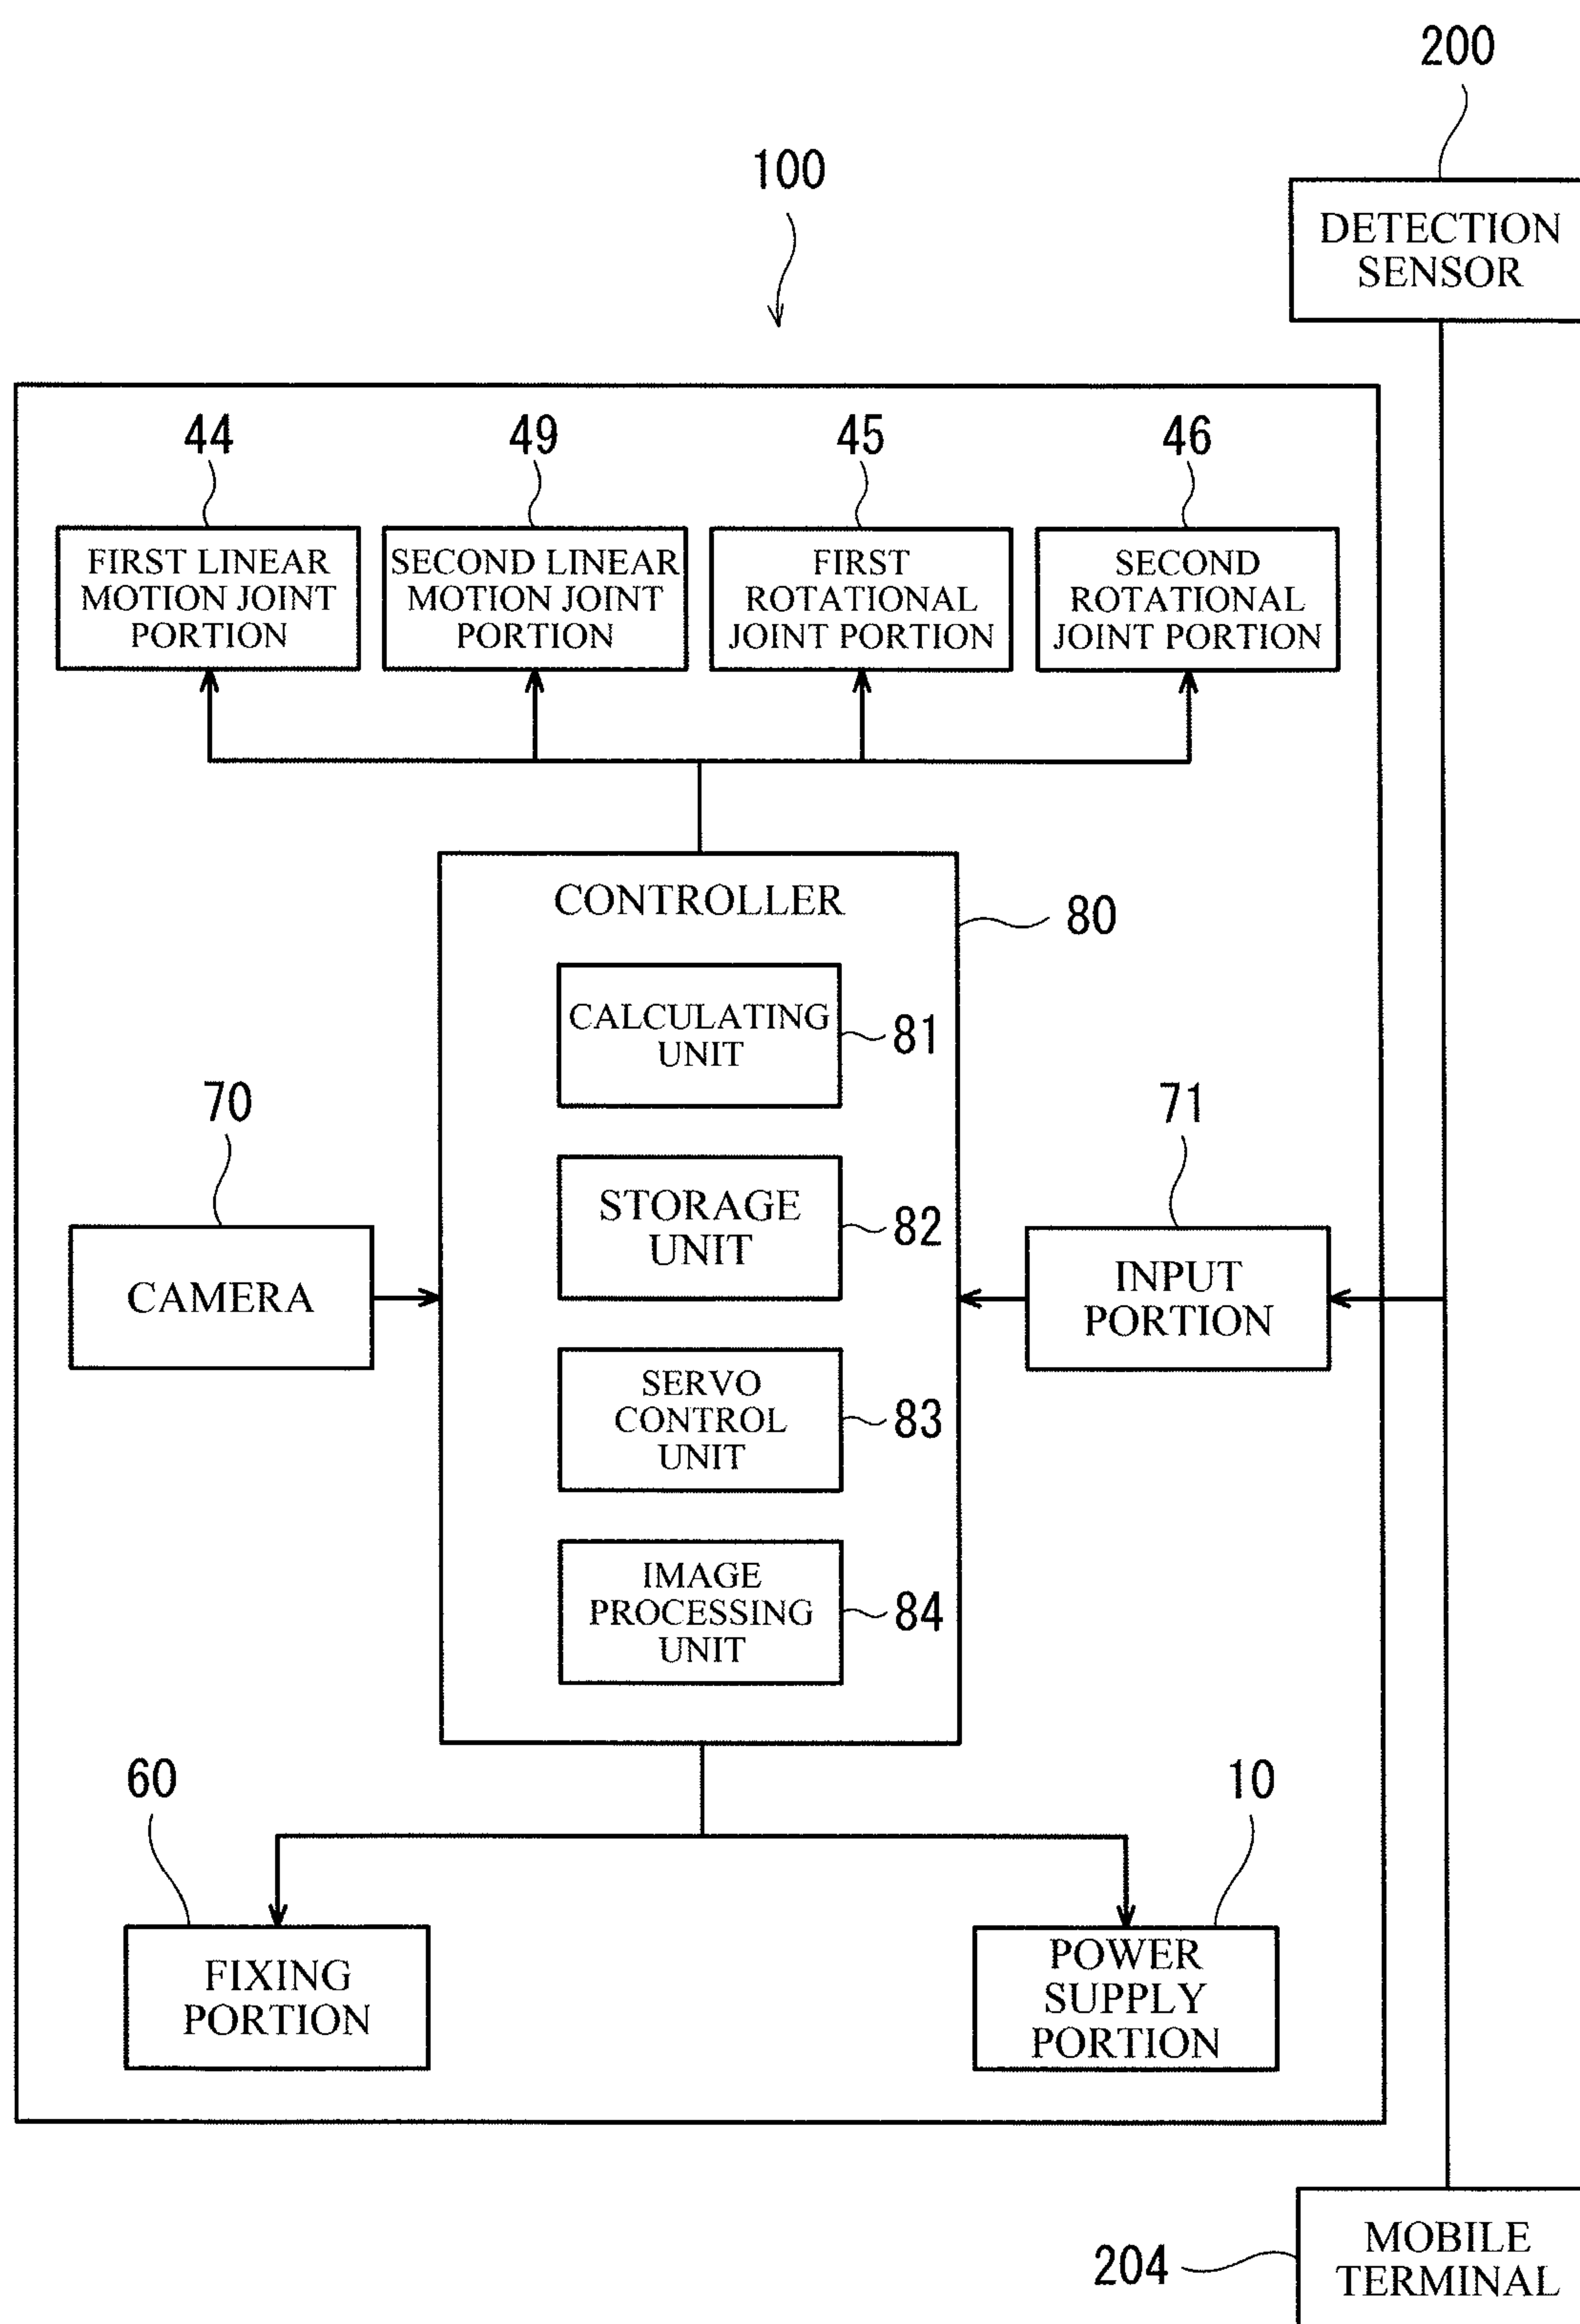 200
DETECTION
SENSOR
100
44
49
45
46
FIRST LINEAR
MOTION JOINT
PORTION
SECOND LINEAR
MOTION JOINT
PORTION
FIRST
ROTATIONAL
JOINT PORTION
SECOND
ROTATIONAL
JOINT PORTION
CONTROLLER
80
CALCULATING
UNIT
81
70
CAMERA
STORAGE
UNIT
82
71
INPUT
PORTION
SERVO
CONTROL
UNIT
83
IMAGE
PROCESSING
UNIT
84
60
FIXING
PORTION
10
POWER
SUPPLY
PORTION
204
MOBILE
TERMINAL